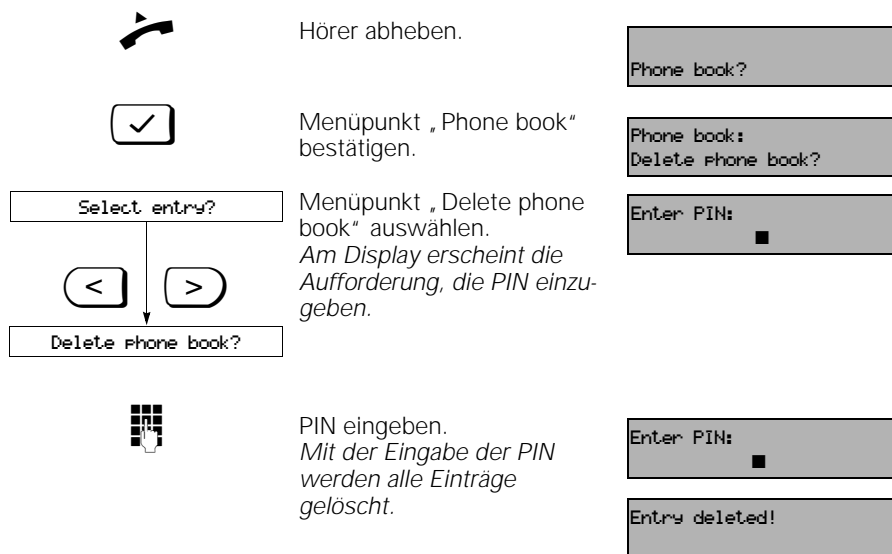 Hörer abheben.
Phone book?
Menüpunkt „Phone book“
bestätigen.
Phone book:
Delete phone book?
Select entry?
<
>
Delete phone book?
Menüpunkt „Delete phone
book“ auswählen.
Am Display erscheint die
Aufforderung, die PIN einzu-
geben.
Enter PIN:
PIN eingeben.
Mit der Eingabe der PIN
werden alle Einträge
gelöscht.
Enter PIN:
Entry deleted!